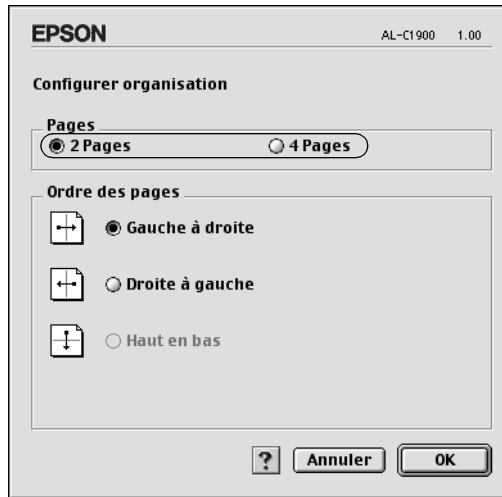 EPSON AL-C1900 1.00
Configurer organisation
Pages
2 Pages 4 Pages
Ordre des pages
Gauche à droite
Droite à gauche
Haut en bas
? Annuler OK